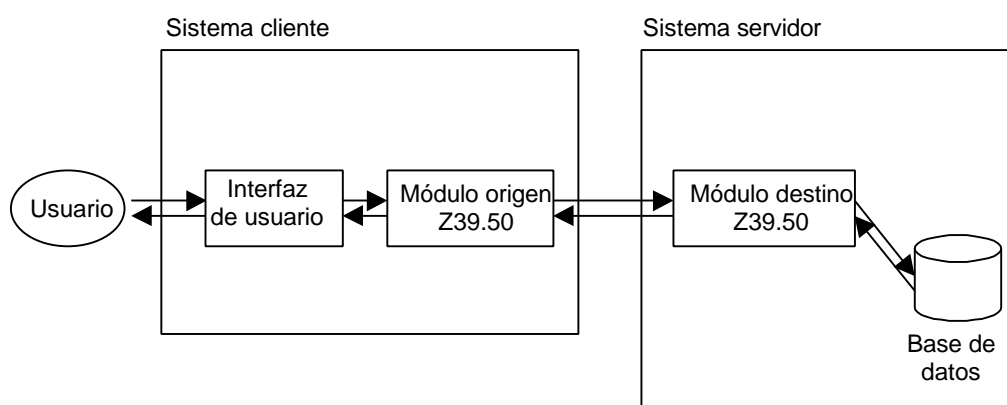 Sistema cliente
Sistema servidor
Usuario
Interfaz
de usuario
Módulo origen
Z39.50
Módulo destino
Z39.50
Base de
datos